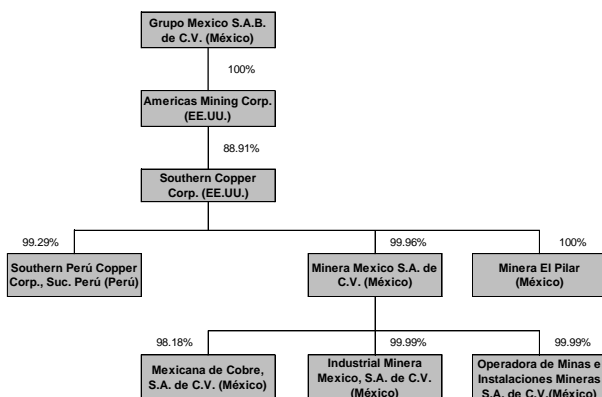 Grupo Mexico S.A.B.
de C.V. (México)
100%
Americas Mining Corp.
(EE.UU.)
88.91%
Southern Copper
Corp. (EE.UU.)
99.29%
99.96%
100%
Southern Perú Copper
Corp., Suc. Perú (Perú)
Minera Mexico S.A. de
C.V. (México)
Minera El Pilar
(México)
98.18%
99.99%
99.99%
Mexicana de Cobre,
S.A. de C.V. (México)
Industrial Minera
Mexico, S.A. de C.V.
(México)
Operadora de Minas e
Instalaciones Mineras
S.A. de C.V.(México)